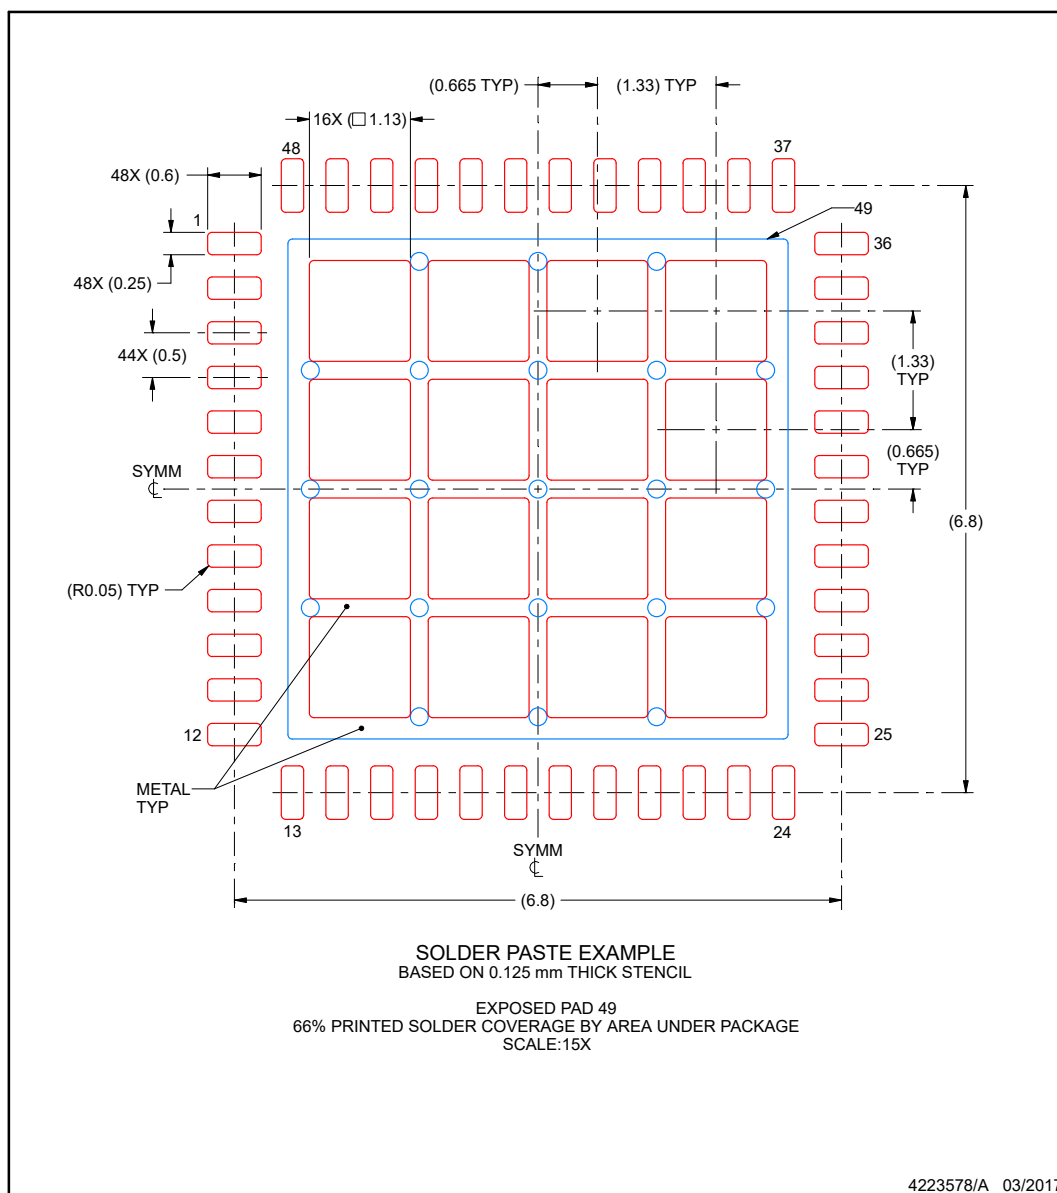 (0.665 TYP)
(1.33) TYP
16X (□ 1.13)
48
37
48X (0.6)
49
1
36
48X (0.25)
44X (0.5)
(1.33)
TYP
(0.665)
TYP
SYMM
℄
(6.8)
(R0.05) TYP
12
25
METAL
TYP
13
24
SYMM
℄
(6.8)
SOLDER PASTE EXAMPLE
BASED ON 0.125 mm THICK STENCIL
EXPOSED PAD 49
66% PRINTED SOLDER COVERAGE BY AREA UNDER PACKAGE
SCALE:15X
4223578/A 03/2017